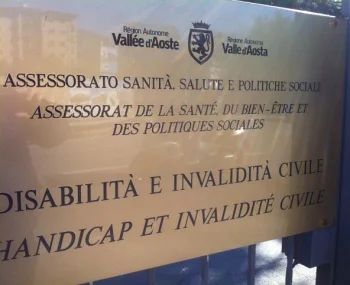 Région Autonome Regione Autonoma
Vallée d'Aoste Valle d'Aosta
ASSESSORATO SANITÀ, SALUTE E POLITICHE SOCIALI
ASSESSORAT DE LA SANTÉ, DU BIEN-ÊTRE ET
DES POLITIQUES SOCIALES
DISABILITÀ E INVALIDITÀ CIVILE
HANDICAP ET INVALIDITÉ CIVILE